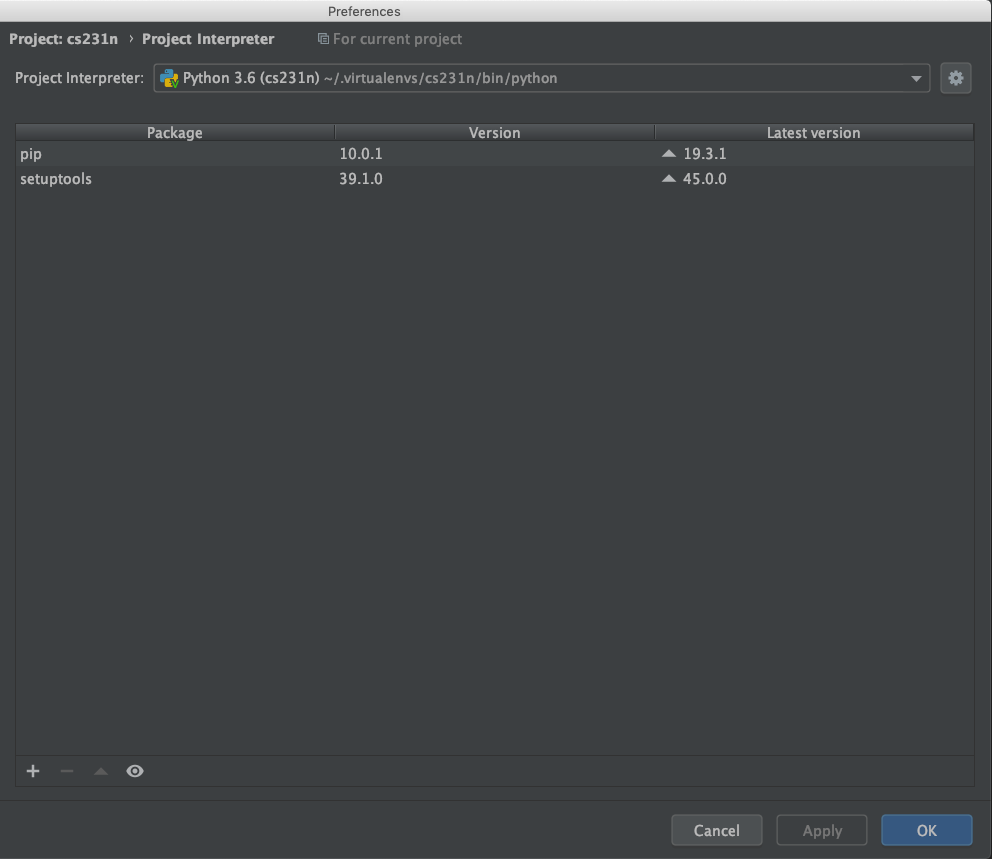 Preferences
Project: cs231n › Project Interpreter For current project
Project Interpreter: Python 3.6 (cs231n) ~/.virtualenvs/cs231n/bin/python
Package Version Latest version
pip 10.0.1 19.3.1
setuptools 39.1.0 45.0.0
Cancel Apply OK